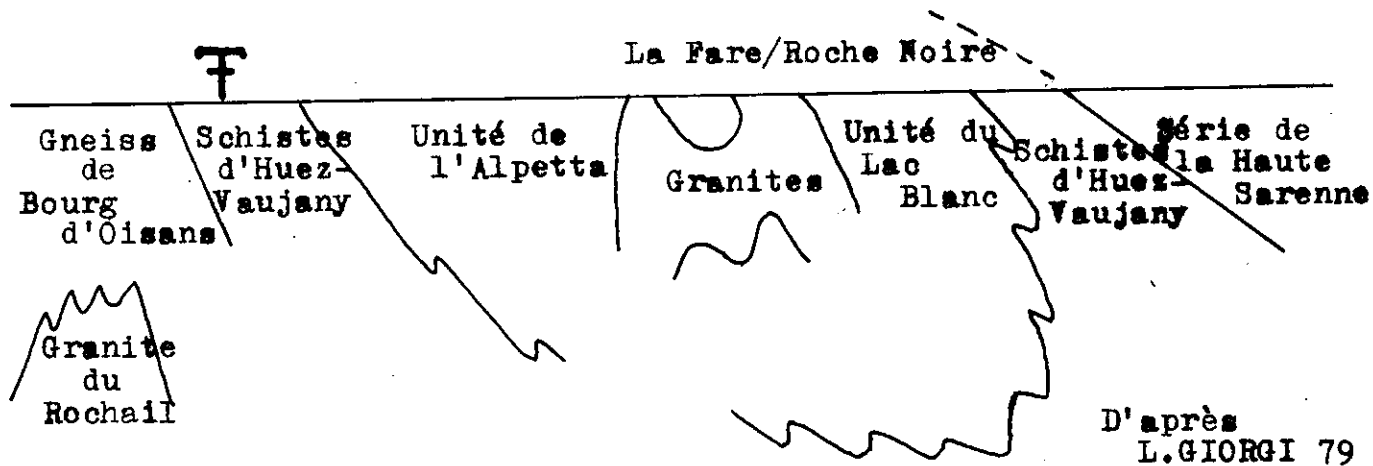 La Fare/Roche Noire
Gneiss
de
Bourg
d'Oisans
Schistes
d'Huez-
Vaujany
Unité de
l'Alpetta
Granites
Unité du
Lac
Blanc
Schistes
d'Huez-
Vaujany
Série de
la Haute
Sarenne
Granite
du
Rochail
D'après
L.GIORGI 79